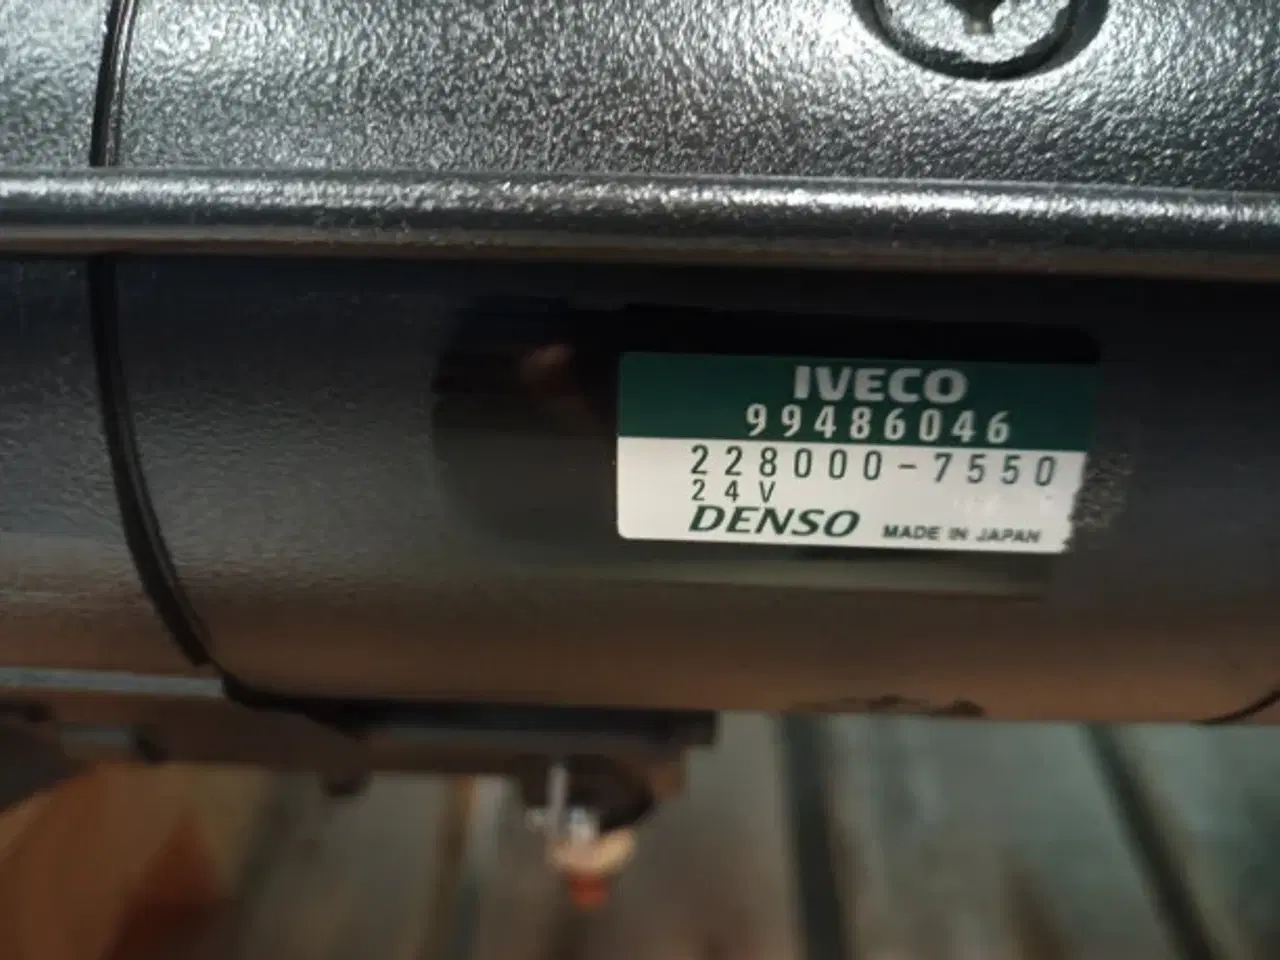 IVECO
99486046
228000-7550
24V
DENSO MADE IN JAPAN